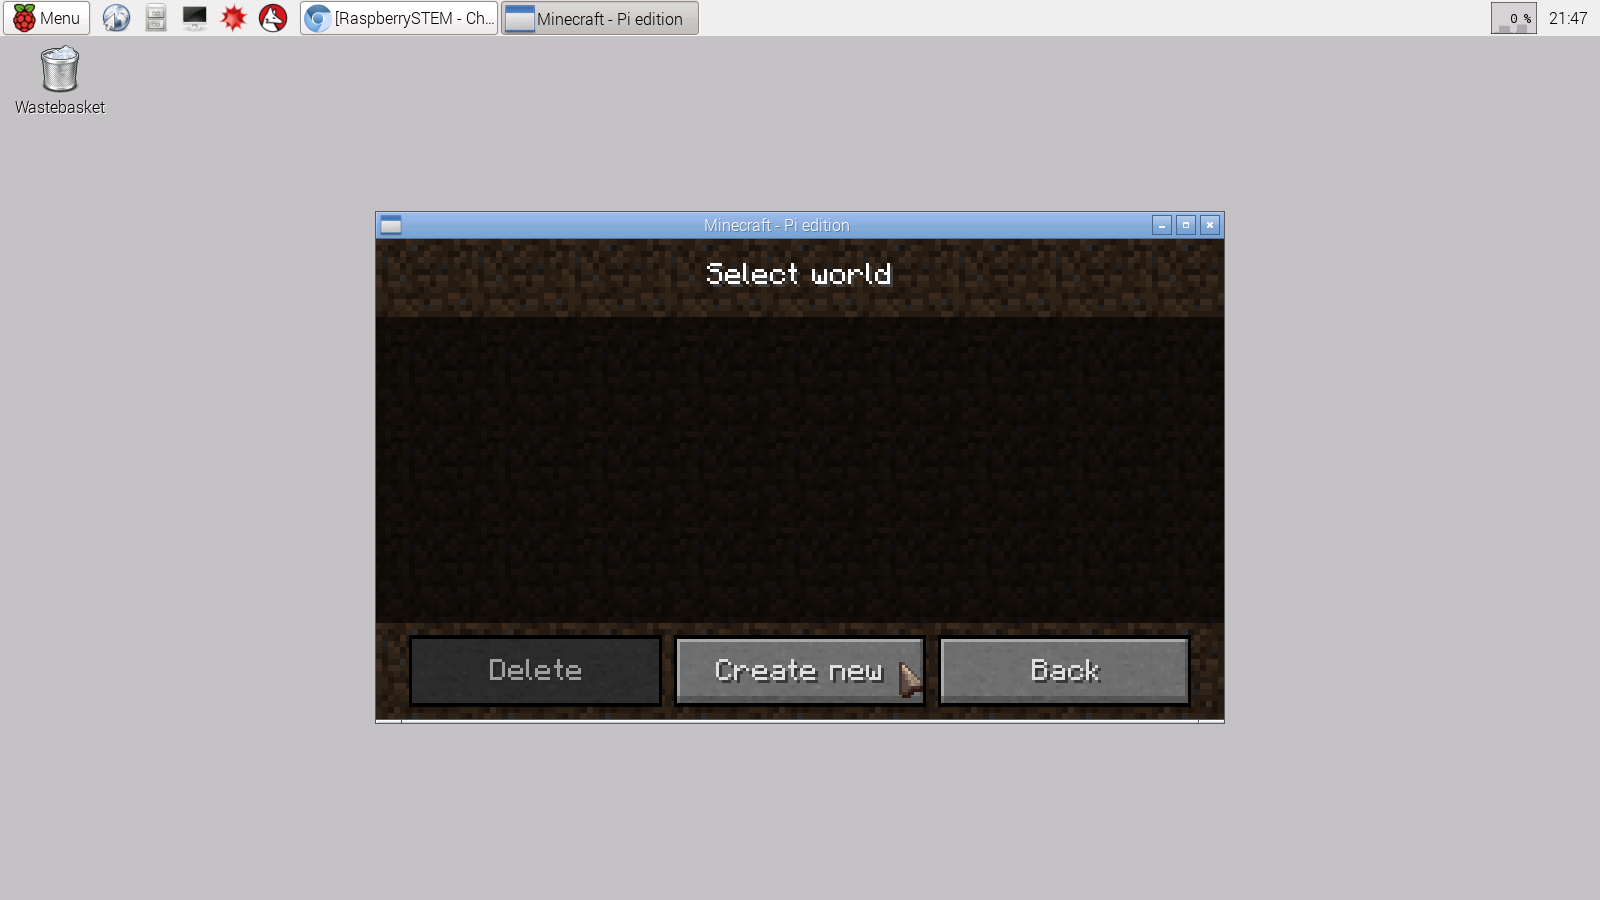 Menu
[RaspberrySTEM - Ch...
Minecraft - Pi edition
0 %
21:47
Wastebasket
Minecraft - Pi edition
Select world
Delete
Create new
Back